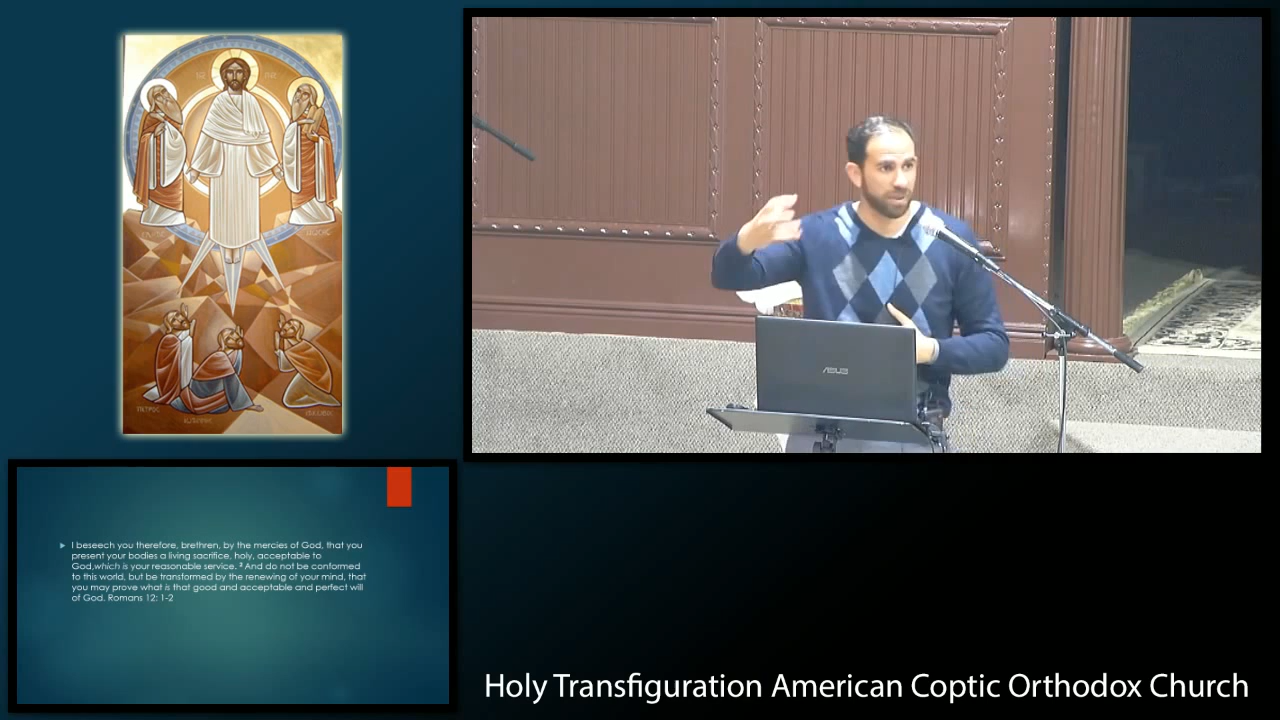 I beseech you therefore, brethren, by the mercies of God, that you
present your bodies a living sacrifice, holy, acceptable to
God,which is your reasonable service. ² And do not be conformed
to this world, but be transformed by the renewing of your mind, that
you may prove what is that good and acceptable and perfect will
of God. Romans 12: 1-2
ASUS
Holy Transfiguration American Coptic Orthodox Church